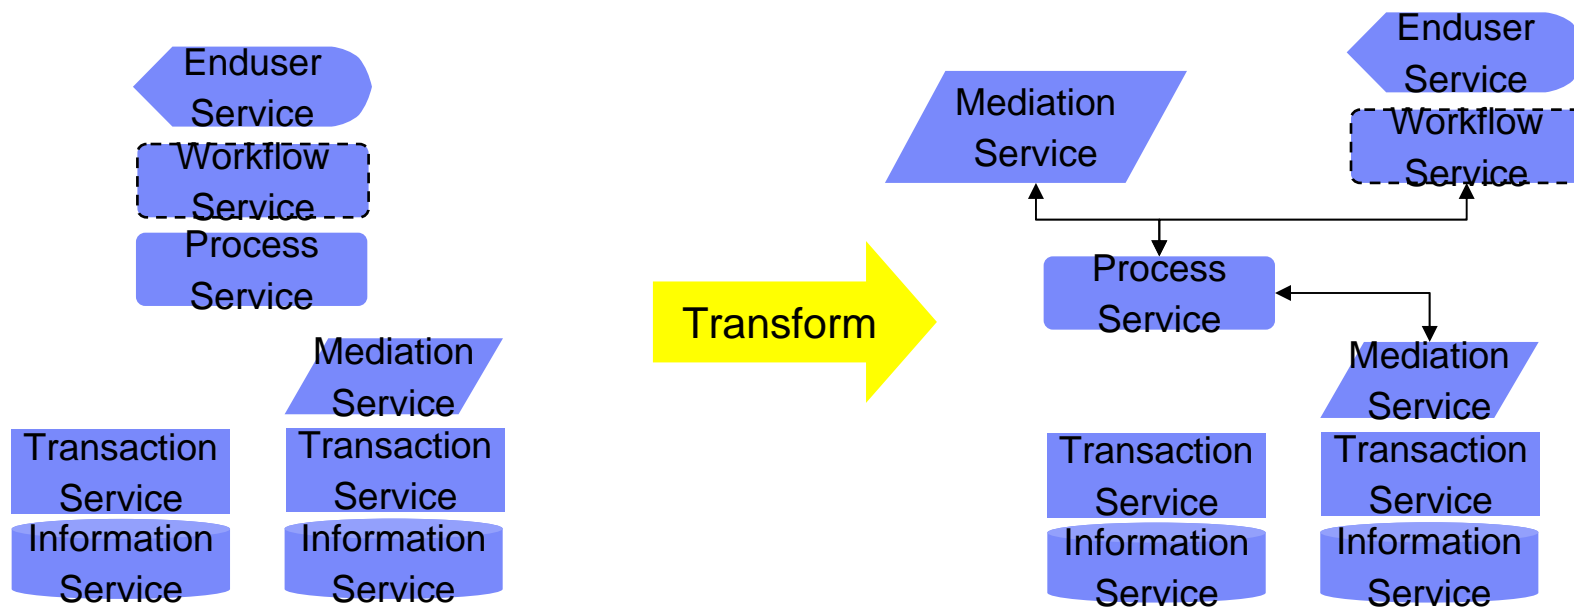 Enduser
Service
Workflow
Service
Process
Service
Mediation
Service
Transaction
Service
Transaction
Service
Information
Service
Information
Service
Transform
Mediation
Service
Enduser
Service
Workflow
Service
Process
Service
Mediation
Service
Transaction
Service
Transaction
Service
Information
Service
Information
Service